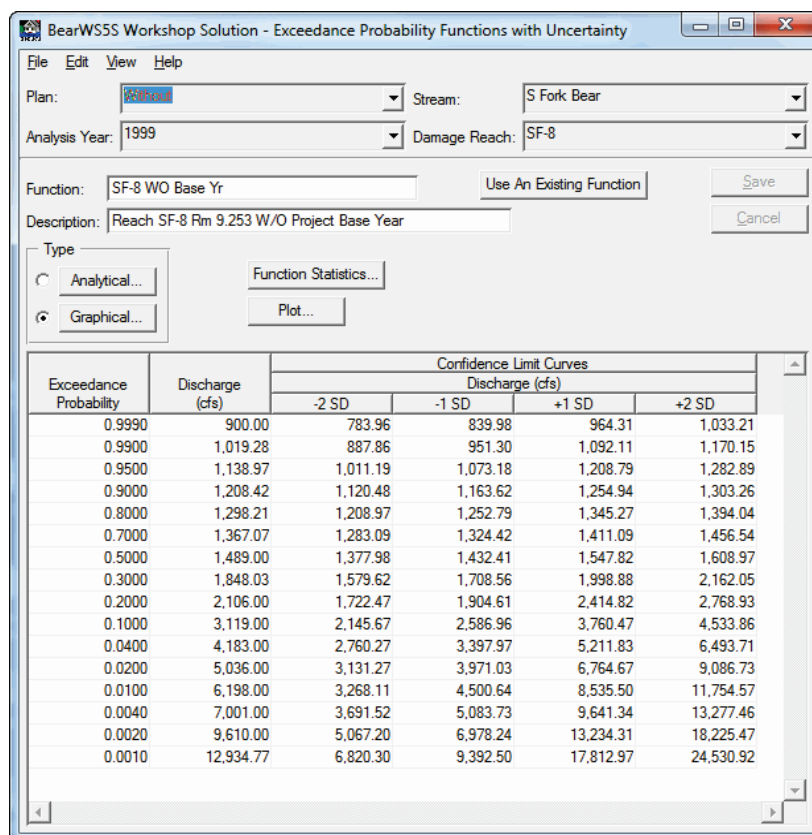 BearWS5S Workshop Solution - Exceedance Probability Functions with Uncertainty
File Edit View Help
Plan: Without Stream: S Fork Bear
Analysis Year: 1999 Damage Reach: SF-8
Function: SF-8 WO Base Yr Use An Existing Function Save
Description: Reach SF-8 Rm 9.253 W/O Project Base Year Cancel
Type
Analytical... Function Statistics...
Graphical... Plot...
Confidence Limit Curves
Exceedance Discharge Discharge (cfs)
Probability (cfs) -2 SD -1 SD +1 SD +2 SD
0.9990 900.00 783.96 839.98 964.31 1,033.21
0.9900 1,019.28 887.86 951.30 1,092.11 1,170.15
0.9500 1,138.97 1,011.19 1,073.18 1,208.79 1,282.89
0.9000 1,208.42 1,120.48 1,163.62 1,254.94 1,303.26
0.8000 1,298.21 1,208.97 1,252.79 1,345.27 1,394.04
0.7000 1,367.07 1,283.09 1,324.42 1,411.09 1,456.54
0.5000 1,489.00 1,377.98 1,432.41 1,547.82 1,608.97
0.3000 1,848.03 1,579.62 1,708.56 1,998.88 2,162.05
0.2000 2,106.00 1,722.47 1,904.61 2,414.82 2,768.93
0.1000 3,119.00 2,145.67 2,586.96 3,760.47 4,533.86
0.0400 4,183.00 2,760.27 3,397.97 5,211.83 6,493.71
0.0200 5,036.00 3,131.27 3,971.03 6,764.67 9,086.73
0.0100 6,198.00 3,268.11 4,500.64 8,535.50 11,754.57
0.0040 7,001.00 3,691.52 5,083.73 9,641.34 13,277.46
0.0020 9,610.00 5,067.20 6,978.24 13,234.31 18,225.47
0.0010 12,934.77 6,820.30 9,392.50 17,812.97 24,530.92